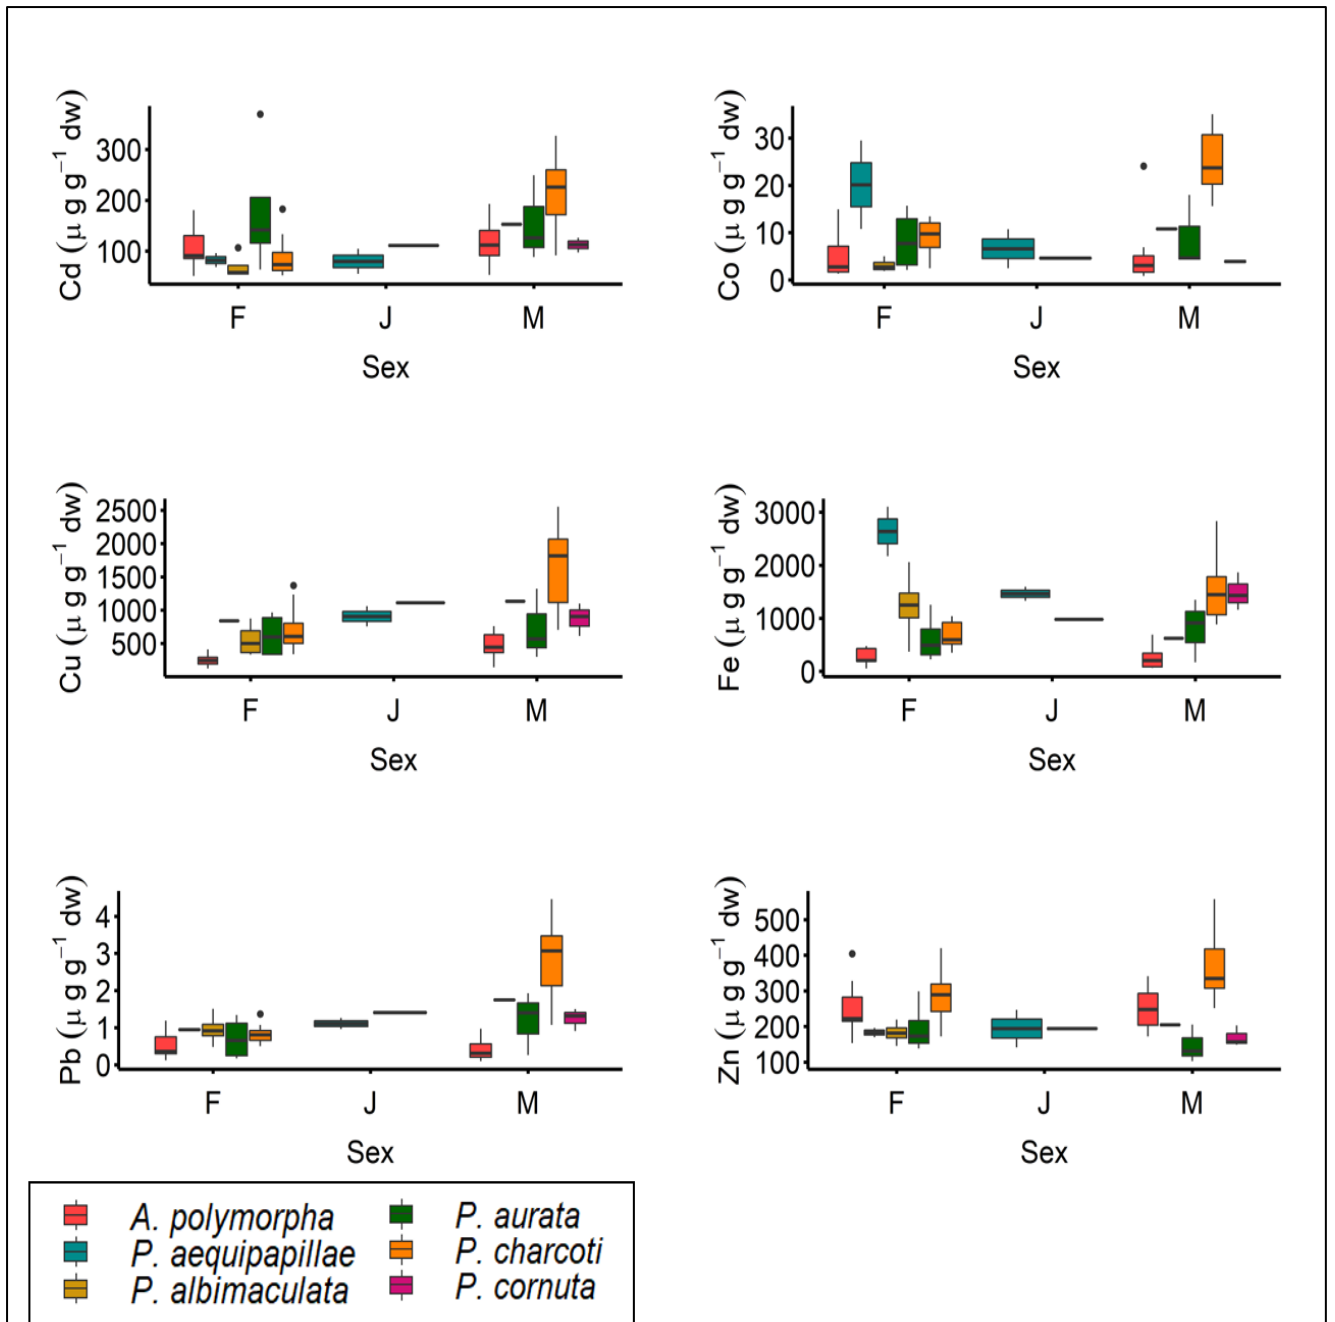 Cd (μ g g⁻¹ dw)
300
200
100
F J M
Sex
Co (μ g g⁻¹ dw)
30
20
10
0
F J M
Sex
Cu (μ g g⁻¹ dw)
2500
2000
1500
1000
500
F J M
Sex
Fe (μ g g⁻¹ dw)
3000
2000
1000
0
F J M
Sex
Pb (μ g g⁻¹ dw)
4
3
2
1
0
F J M
Sex
Zn (μ g g⁻¹ dw)
500
400
300
200
100
F J M
Sex
A. polymorpha
P. aequipapillae
P. albimaculata
P. aurata
P. charcoti
P. cornuta